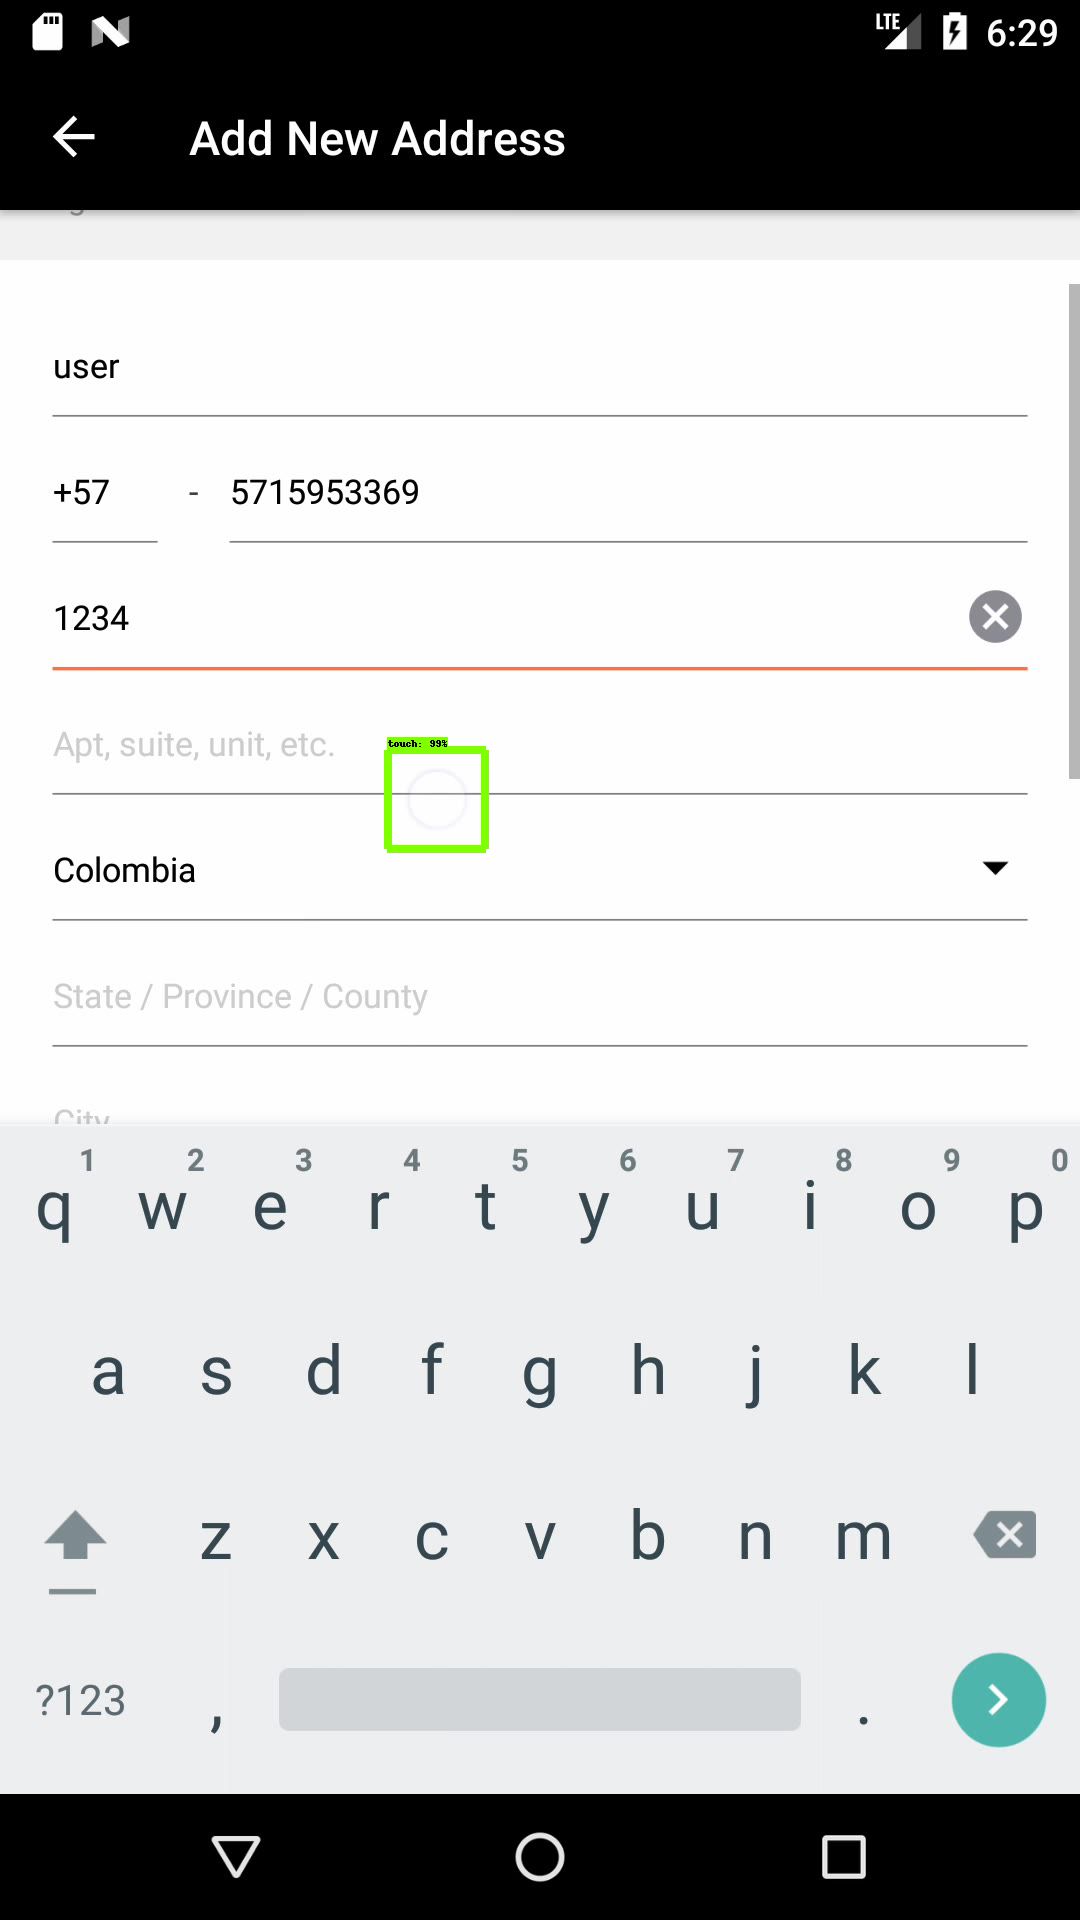 LTE 6:29
Add New Address
user
+57 - 5715953369
1234
Apt, suite, unit, etc.
touch: 99%
Colombia
State / Province / County
City
1 2 3 4 5 6 7 8 9 0
q w e r t y u i o p
a s d f g h j k l
z x c v b n m
?123 , .